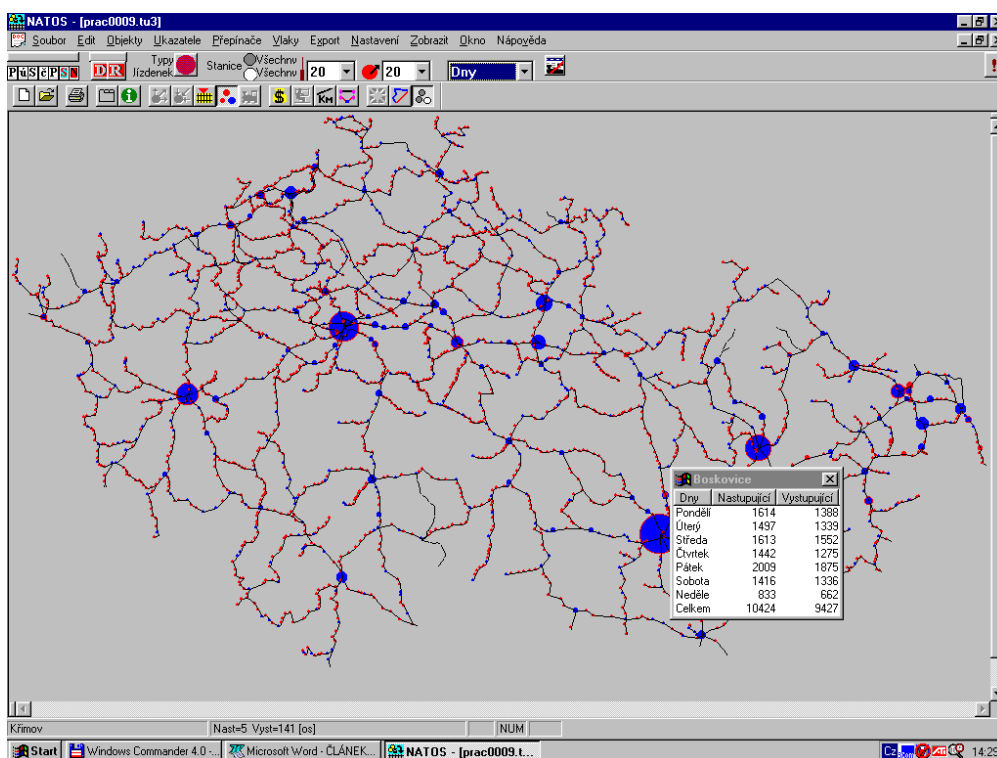 NATOS - [prac0009.tu3]
Soubor Edit Objekty Ukazatele Přepínače Vlaky Export Nastavení Zobrazit Okno Nápověda
P ú S č P S N DR Typy Jízdenek Stanice Všechny Všechny 20 20 Dny
$ Km
Boskovice
Dny Nastupující Vystupující
Pondělí 1614 1388
Úterý 1497 1339
Středa 1613 1552
Čtvrtek 1442 1275
Pátek 2009 1875
Sobota 1416 1336
Neděle 833 662
Celkem 10424 9427
Křimov Nast=5 Vyst=141 [os] NUM
Start Windows Commander 4.0 -... Microsoft Word - ČLÁNEK... NATOS - [prac0009.t... Cz 14:29